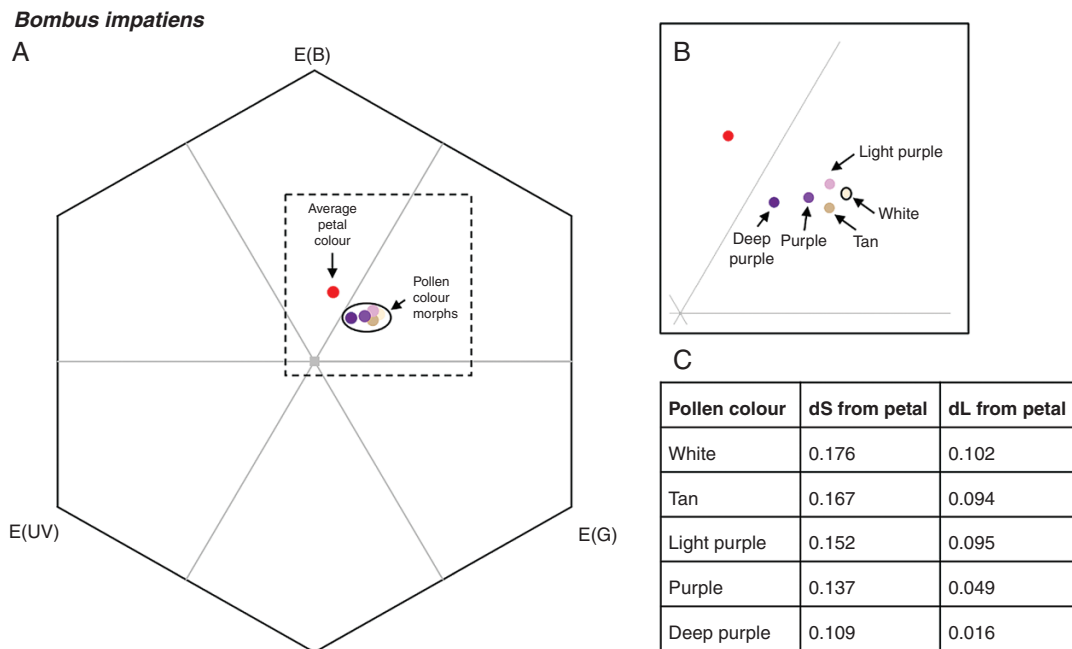 Bombus impatiens
A
E(B)
Average
petal
colour
Pollen
colour
morphs
E(UV)
E(G)
B
Light purple
White
Deep
purple
Purple
Tan
C
Pollen colour dS from petal dL from petal
White 0.176 0.102
Tan 0.167 0.094
Light purple 0.152 0.095
Purple 0.137 0.049
Deep purple 0.109 0.016